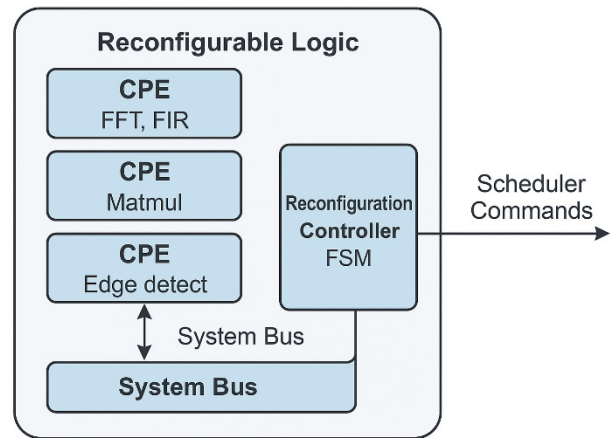 Reconfigurable Logic
CPE
FFT, FIR
CPE
Matmul
CPE
Edge detect
System Bus
System Bus
Reconfiguration
Controller
FSM
Scheduler
Commands